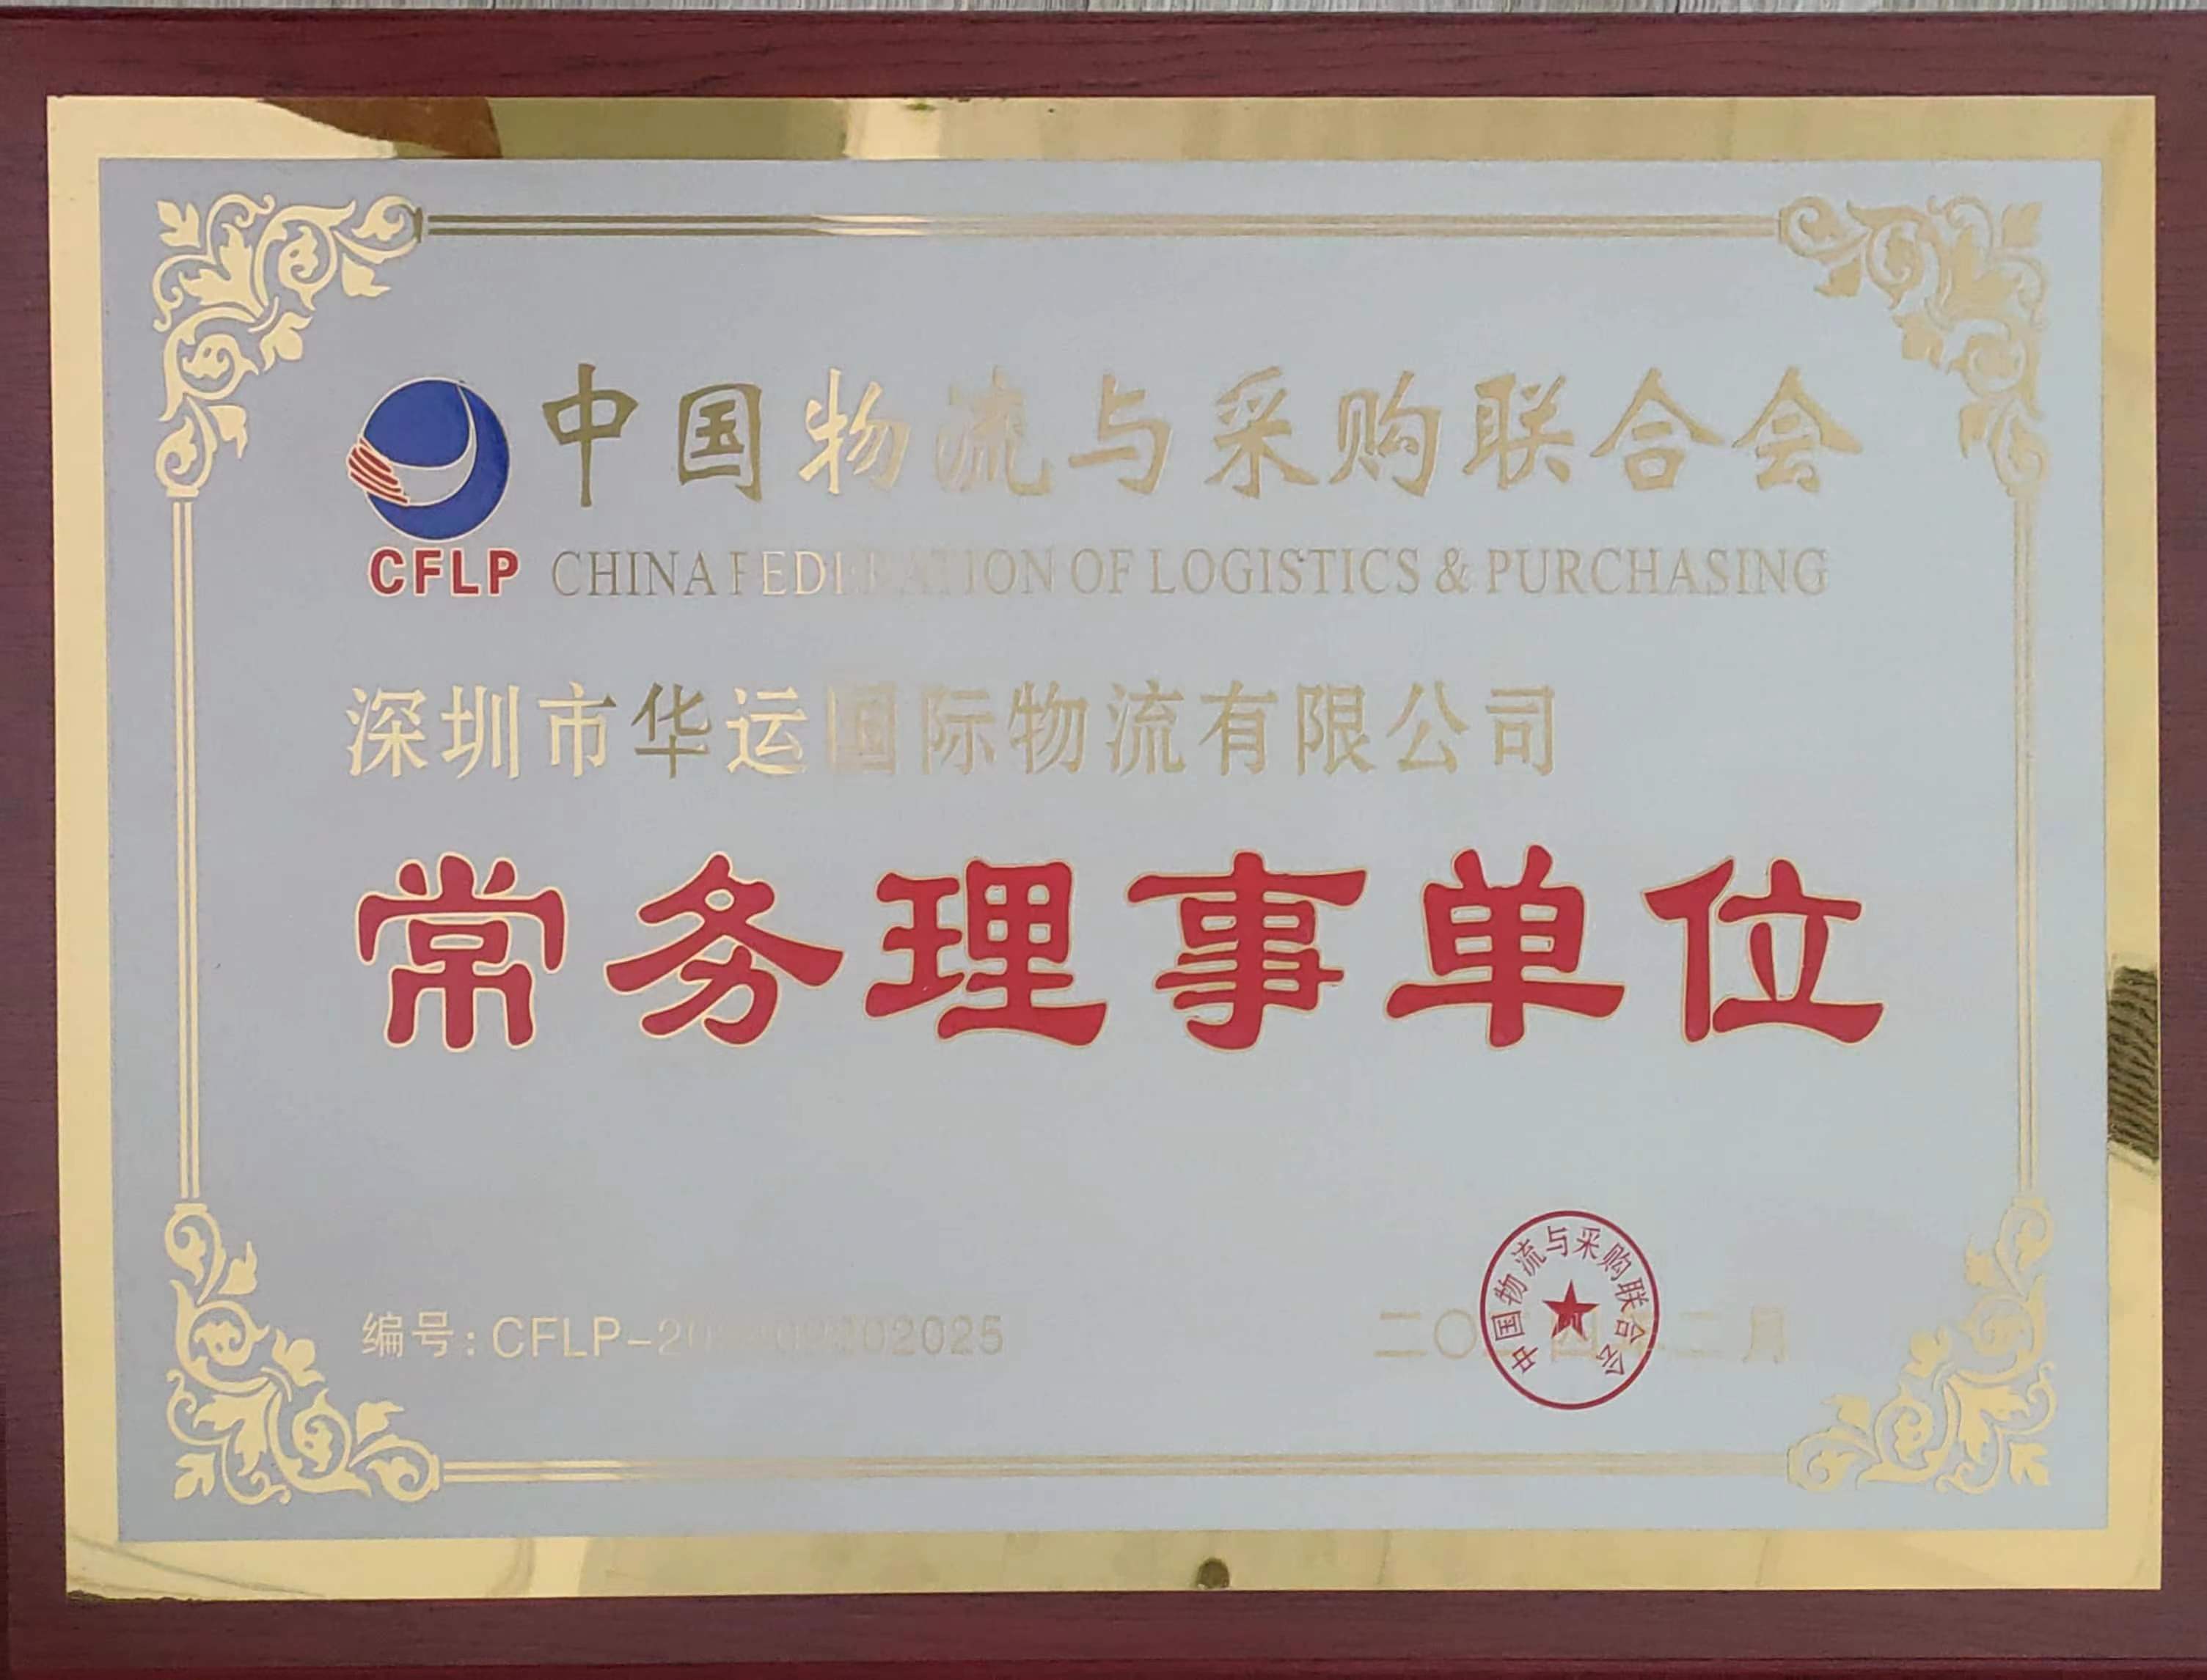 中国物流与采购联合会
CFLP CHINA FEDERATION OF LOGISTICS & PURCHASING
深圳市华运国际物流有限公司
常务理事单位
编号:
中国物流与采购联合会
二月